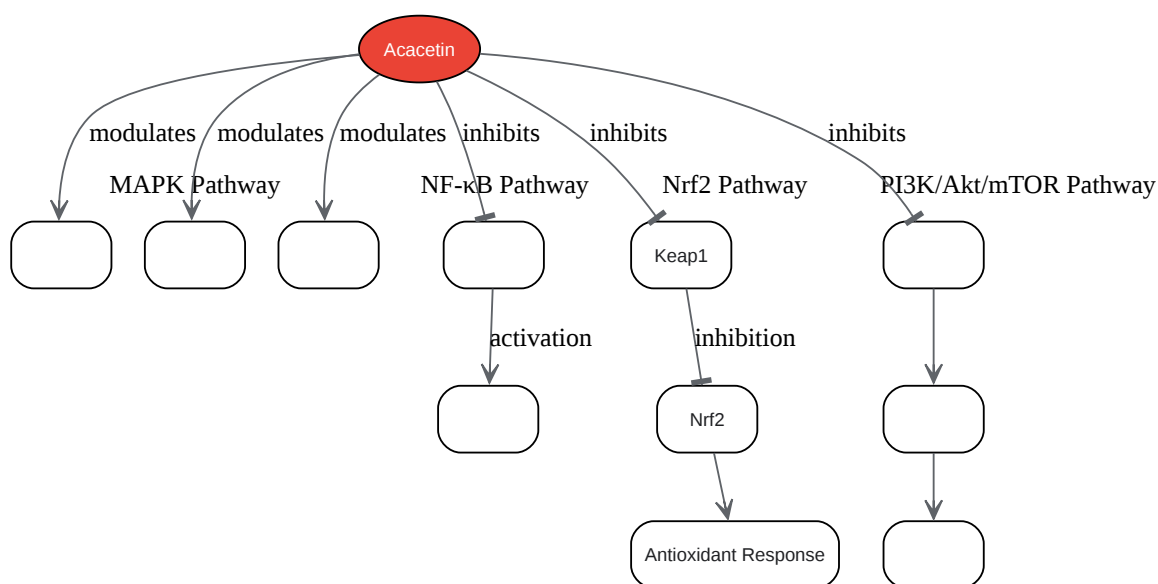 Acacetin
modulates
modulates
modulates
inhibits
inhibits
inhibits
MAPK Pathway
NF-κB Pathway
Nrf2 Pathway
PI3K/Akt/mTOR Pathway
Keap1
activation
inhibition
Nrf2
Antioxidant Response